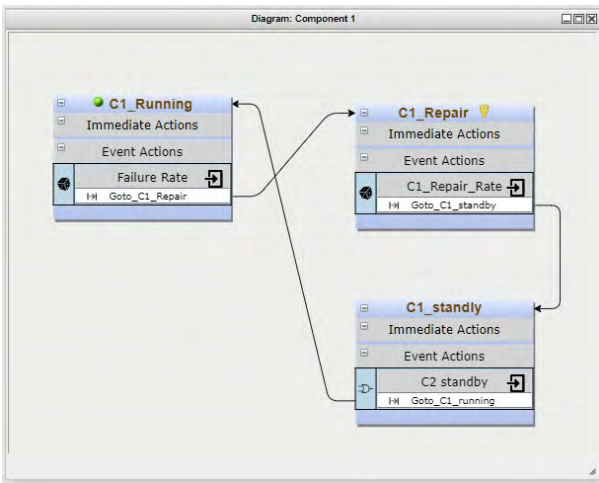 Diagram: Component 1
C1_Running
Immediate Actions
Event Actions
Failure Rate
Goto_C1_Repair
C1_Repair
Immediate Actions
Event Actions
C1_Repair_Rate
Goto_C1_standby
C1_standly
Immediate Actions
Event Actions
C2 standby
Goto_C1_running